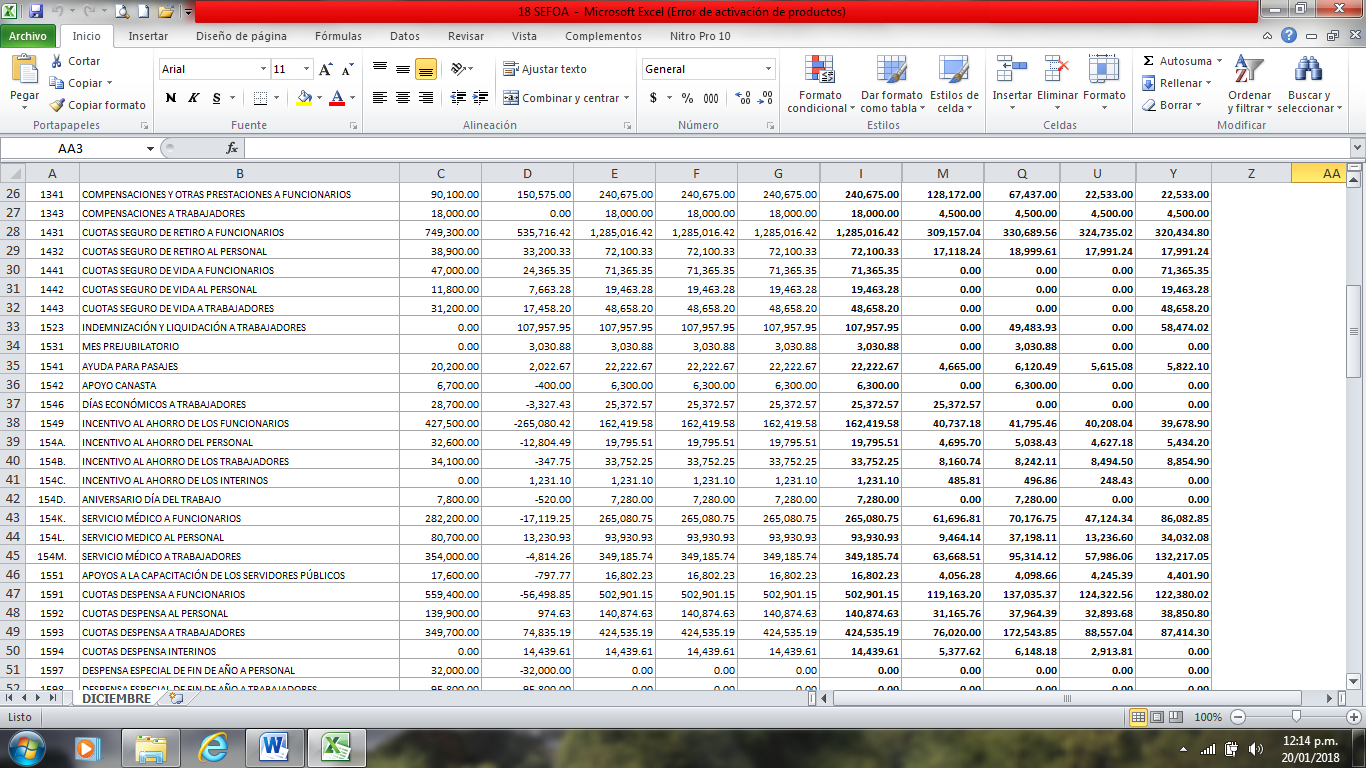 18 SEFOA - Microsoft Excel (Error de activación de productos)
Archivo Inicio Insertar Diseño de página Fórmulas Datos Revisar Vista Complementos Nitro Pro 10
Pegar Cortar Copiar Copiar formato Portapapeles
Arial 11 N K S Fuente
Ajustar texto Combinar y centrar Alineación
General $ % 000 Número
Formato condicional Dar formato como tabla Estilos de celda Estilos
Insertar Eliminar Formato Celdas
Autosuma Rellenar Borrar Ordenar y filtrar Buscar y seleccionar Modificar
AA3 fx
A B C D E F G I M Q U Y Z AA
26 1341 COMPENSACIONES Y OTRAS PRESTACIONES A FUNCIONARIOS 90,100.00 150,575.00 240,675.00 240,675.00 240,675.00 240,675.00 128,172.00 67,437.00 22,533.00 22,533.00
27 1343 COMPENSACIONES A TRABAJADORES 18,000.00 0.00 18,000.00 18,000.00 18,000.00 18,000.00 4,500.00 4,500.00 4,500.00 4,500.00
28 1431 CUOTAS SEGURO DE RETIRO A FUNCIONARIOS 749,300.00 535,716.42 1,285,016.42 1,285,016.42 1,285,016.42 1,285,016.42 309,157.04 330,689.56 324,735.02 320,434.80
29 1432 CUOTAS SEGURO DE RETIRO AL PERSONAL 38,900.00 33,200.33 72,100.33 72,100.33 72,100.33 72,100.33 17,118.24 18,999.61 17,991.24 17,991.24
30 1441 CUOTAS SEGURO DE VIDA A FUNCIONARIOS 47,000.00 24,365.35 71,365.35 71,365.35 71,365.35 71,365.35 0.00 0.00 0.00 71,365.35
31 1442 CUOTAS SEGURO DE VIDA AL PERSONAL 11,800.00 7,663.28 19,463.28 19,463.28 19,463.28 19,463.28 0.00 0.00 0.00 19,463.28
32 1443 CUOTAS SEGURO DE VIDA A TRABAJADORES 31,200.00 17,458.20 48,658.20 48,658.20 48,658.20 48,658.20 0.00 0.00 0.00 48,658.20
33 1523 INDEMNIZACIÓN Y LIQUIDACIÓN A TRABAJADORES 0.00 107,957.95 107,957.95 107,957.95 107,957.95 107,957.95 0.00 49,483.93 0.00 58,474.02
34 1531 MES PREJUBILATORIO 0.00 3,030.88 3,030.88 3,030.88 3,030.88 3,030.88 0.00 3,030.88 0.00 0.00
35 1541 AYUDA PARA PASAJES 20,200.00 2,022.67 22,222.67 22,222.67 22,222.67 22,222.67 4,665.00 6,120.49 5,615.08 5,822.10
36 1542 APOYO CANASTA 6,700.00 -400.00 6,300.00 6,300.00 6,300.00 6,300.00 0.00 6,300.00 0.00 0.00
37 1546 DÍAS ECONÓMICOS A TRABAJADORES 28,700.00 -3,327.43 25,372.57 25,372.57 25,372.57 25,372.57 25,372.57 0.00 0.00 0.00
38 1549 INCENTIVO AL AHORRO DE LOS FUNCIONARIOS 427,500.00 -265,080.42 162,419.58 162,419.58 162,419.58 162,419.58 40,737.18 41,795.46 40,208.04 39,678.90
39 154A. INCENTIVO AL AHORRO DEL PERSONAL 32,600.00 -12,804.49 19,795.51 19,795.51 19,795.51 19,795.51 4,695.70 5,038.43 4,627.18 5,434.20
40 154B. INCENTIVO AL AHORRO DE LOS TRABAJADORES 34,100.00 -347.75 33,752.25 33,752.25 33,752.25 33,752.25 8,160.74 8,242.11 8,494.50 8,854.90
41 154C. INCENTIVO AL AHORRO DE LOS INTERINOS 0.00 1,231.10 1,231.10 1,231.10 1,231.10 1,231.10 485.81 496.86 248.43 0.00
42 154D. ANIVERSARIO DÍA DEL TRABAJO 7,800.00 -520.00 7,280.00 7,280.00 7,280.00 7,280.00 0.00 7,280.00 0.00 0.00
43 154K. SERVICIO MÉDICO A FUNCIONARIOS 282,200.00 -17,119.25 265,080.75 265,080.75 265,080.75 265,080.75 61,696.81 70,176.75 47,124.34 86,082.85
44 154L. SERVICIO MEDICO AL PERSONAL 80,700.00 13,230.93 93,930.93 93,930.93 93,930.93 93,930.93 9,464.14 37,198.11 13,236.60 34,032.08
45 154M. SERVICIO MÉDICO A TRABAJADORES 354,000.00 -4,814.26 349,185.74 349,185.74 349,185.74 349,185.74 63,668.51 95,314.12 57,986.06 132,217.05
46 1551 APOYOS A LA CAPACITACIÓN DE LOS SERVIDORES PÚBLICOS 17,600.00 -797.77 16,802.23 16,802.23 16,802.23 16,802.23 4,056.28 4,098.66 4,245.39 4,401.90
47 1591 CUOTAS DESPENSA A FUNCIONARIOS 559,400.00 -56,498.85 502,901.15 502,901.15 502,901.15 502,901.15 119,163.20 137,035.37 124,322.56 122,380.02
48 1592 CUOTAS DESPENSA AL PERSONAL 139,900.00 974.63 140,874.63 140,874.63 140,874.63 140,874.63 31,165.76 37,964.39 32,893.68 38,850.80
49 1593 CUOTAS DESPENSA A TRABAJADORES 349,700.00 74,835.19 424,535.19 424,535.19 424,535.19 424,535.19 76,020.00 172,543.85 88,557.04 87,414.30
50 1594 CUOTAS DESPENSA INTERINOS 0.00 14,439.61 14,439.61 14,439.61 14,439.61 14,439.61 5,377.62 6,148.18 2,913.81 0.00
51 1597 DESPENSA ESPECIAL DE FIN DE AÑO A PERSONAL 32,000.00 -32,000.00 0.00 0.00 0.00 0.00 0.00 0.00 0.00 0.00
52 1598 DESPENSA ESPECIAL DE FIN DE AÑO A TRABAJADORES 95,800.00 -95,800.00 0.00 0.00 0.00 0.00 0.00 0.00 0.00 0.00
DICIEMBRE
Listo 100%
12:14 p.m.
20/01/2018